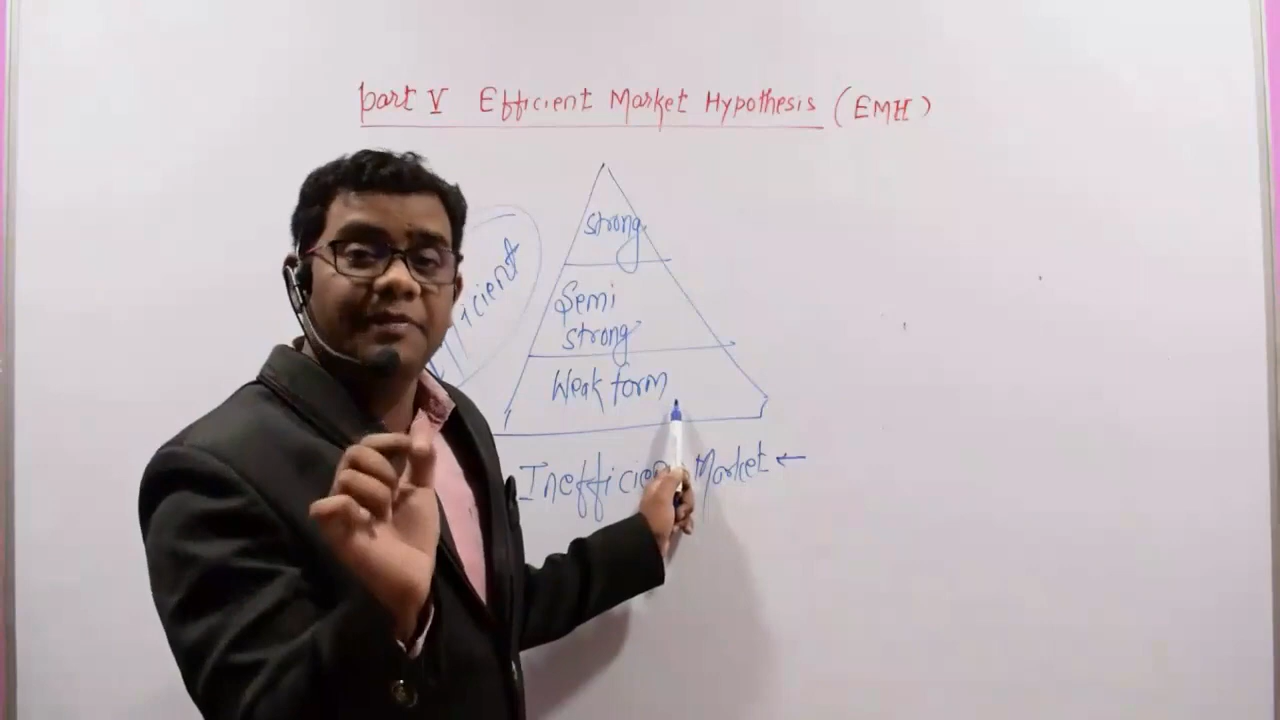 part V Efficient Market Hypothesis (EMH)
strong
Semi
strong
Weak form
Market ←